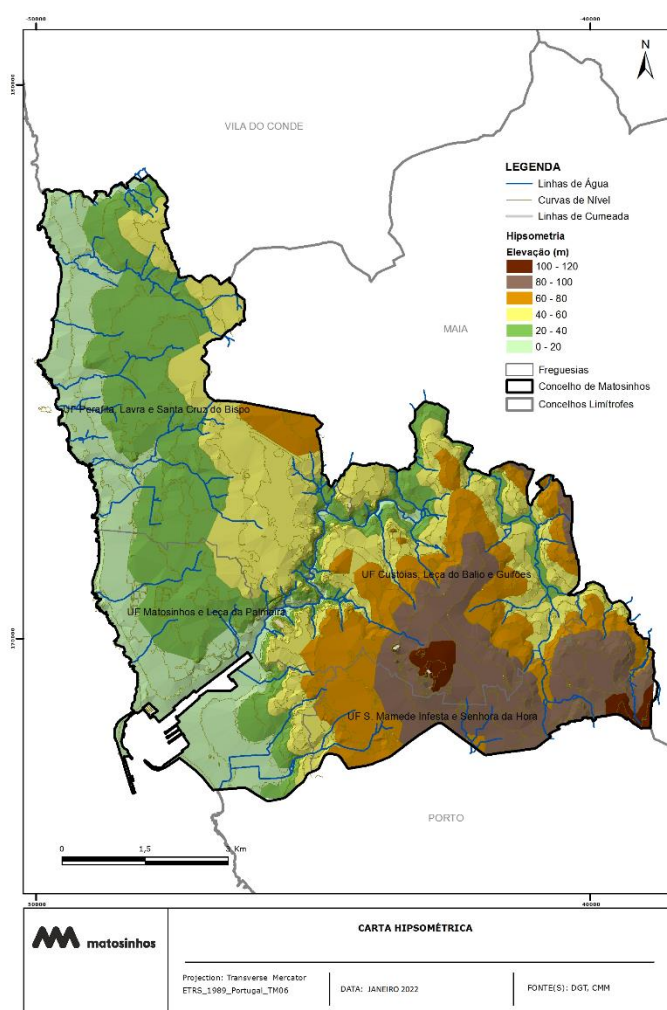 -50000
-40000
160000
N
VILA DO CONDE
LEGENDA
Linhas de Água
Curvas de Nível
Linhas de Cumeada
Hipsometria
Elevação (m)
100 - 120
80 - 100
60 - 80
40 - 60
20 - 40
0 - 20
Freguesias
Concelho de Matosinhos
Concelhos Limítrofes
MAIA
UF Perafita, Lavra e Santa Cruz do Bispo
UF Custóias, Leça do Balio e Guifões
UF Matosinhos e Leça da Palmeira
UF S. Mamede Infesta e Senhora da Hora
PORTO
0 1,5 3 Km
40000
matosinhos
CARTA HIPSOMÉTRICA
Projection: Transverse Mercator
ETRS_1989_Portugal_TM06
DATA: JANEIRO 2022
FONTE(S): DGT, CMM